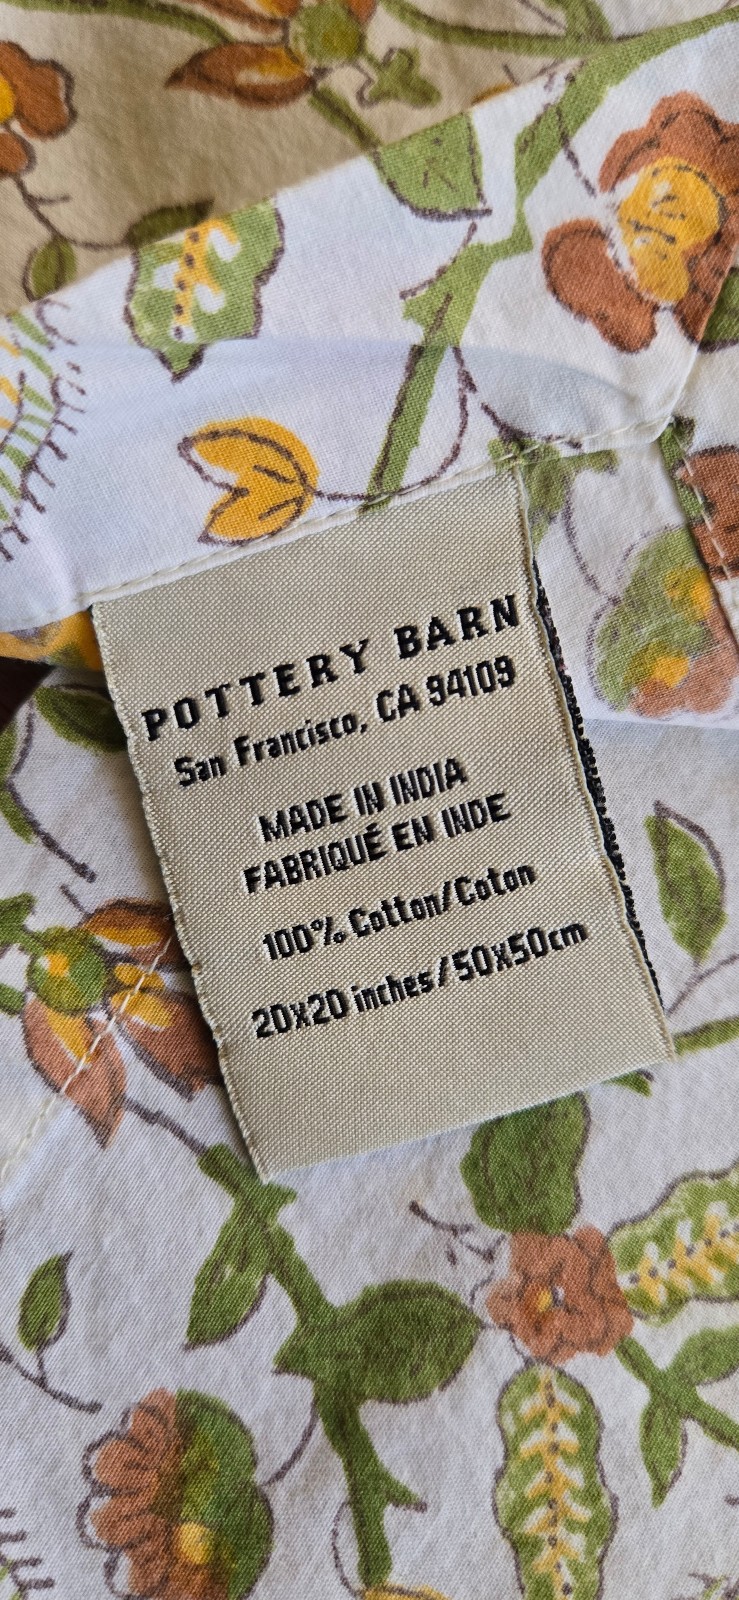 POTTERY BARN
San Francisco, CA 94109
MADE IN INDIA
FABRIQUÉ EN INDE
100% Cotton/Coton
20x20 inches/50x50cm